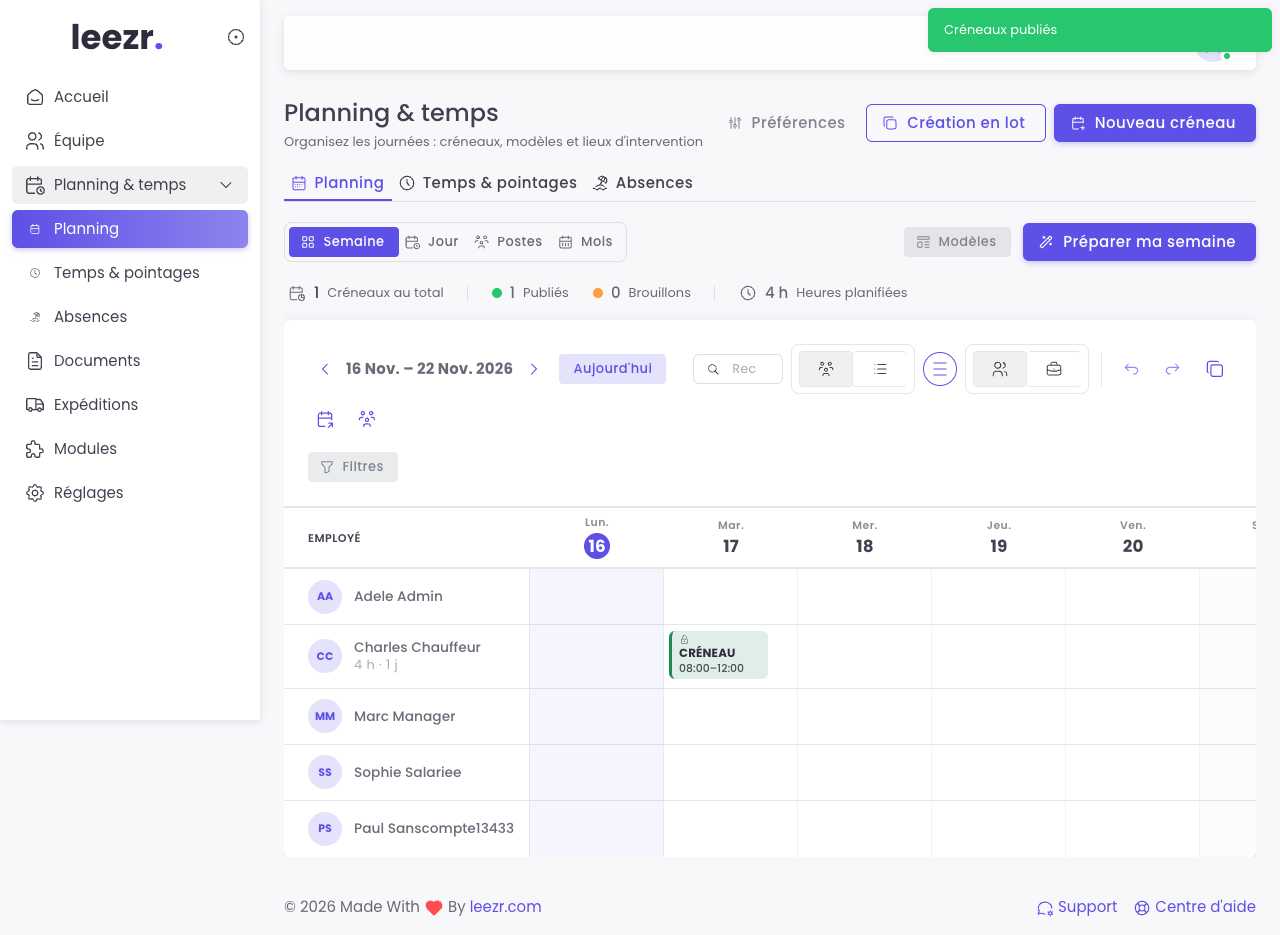 leezr.
Accueil
Équipe
Planning & temps
Planning
Temps & pointages
Absences
Documents
Expéditions
Modules
Réglages
Créneaux publiés
Planning & temps
Organisez les journées : créneaux, modèles et lieux d'intervention
Préférences
Création en lot
Nouveau créneau
Planning
Temps & pointages
Absences
Semaine
Jour
Postes
Mois
Modèles
Préparer ma semaine
1 Créneaux au total
1 Publiés
0 Brouillons
4 h Heures planifiées
16 Nov. – 22 Nov. 2026
Aujourd'hui
Rec
Filtres
EMPLOYÉ
Lun.
16
Mar.
17
Mer.
18
Jeu.
19
Ven.
20
AA
Adele Admin
CC
Charles Chauffeur
4 h · 1 j
CRÉNEAU
08:00–12:00
MM
Marc Manager
SS
Sophie Salariee
PS
Paul Sanscompte13433
© 2026 Made With By leezr.com
Support
Centre d'aide